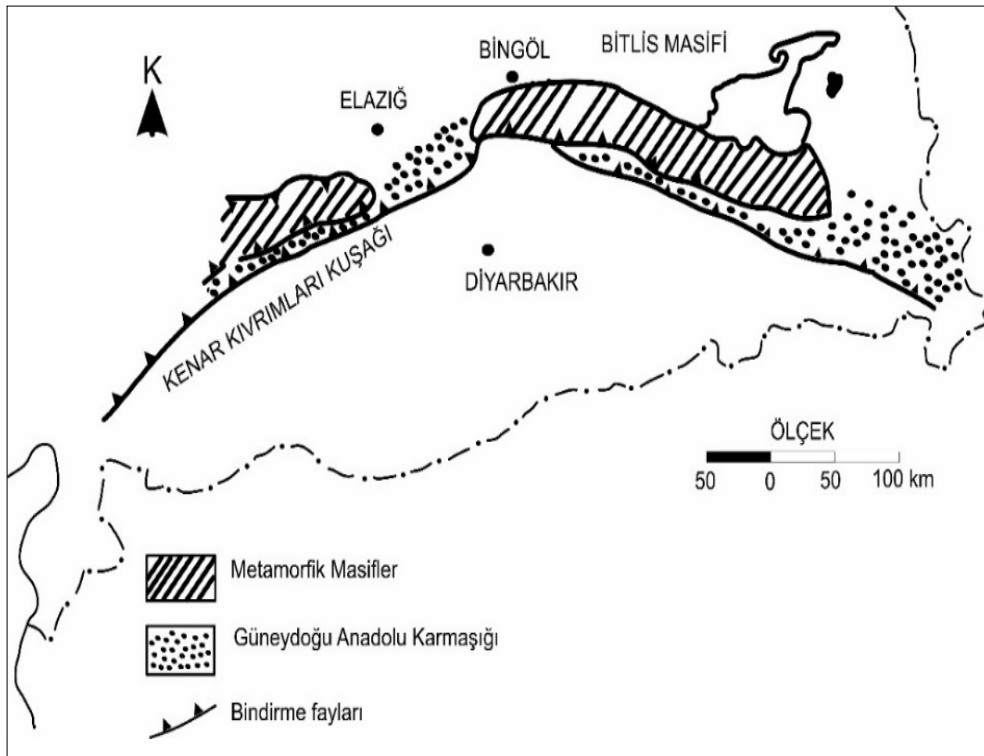 BİNGÖL
BİTLİS MASİFİ
K
ELAZIĞ
DİYARBAKIR
KENAR KIVRIMLARI KUŞAĞI
ÖLÇEK
50 0 50 100 km
Metamorfik Masifler
Güneydoğu Anadolu Karmaşığı
Bindirme fayları